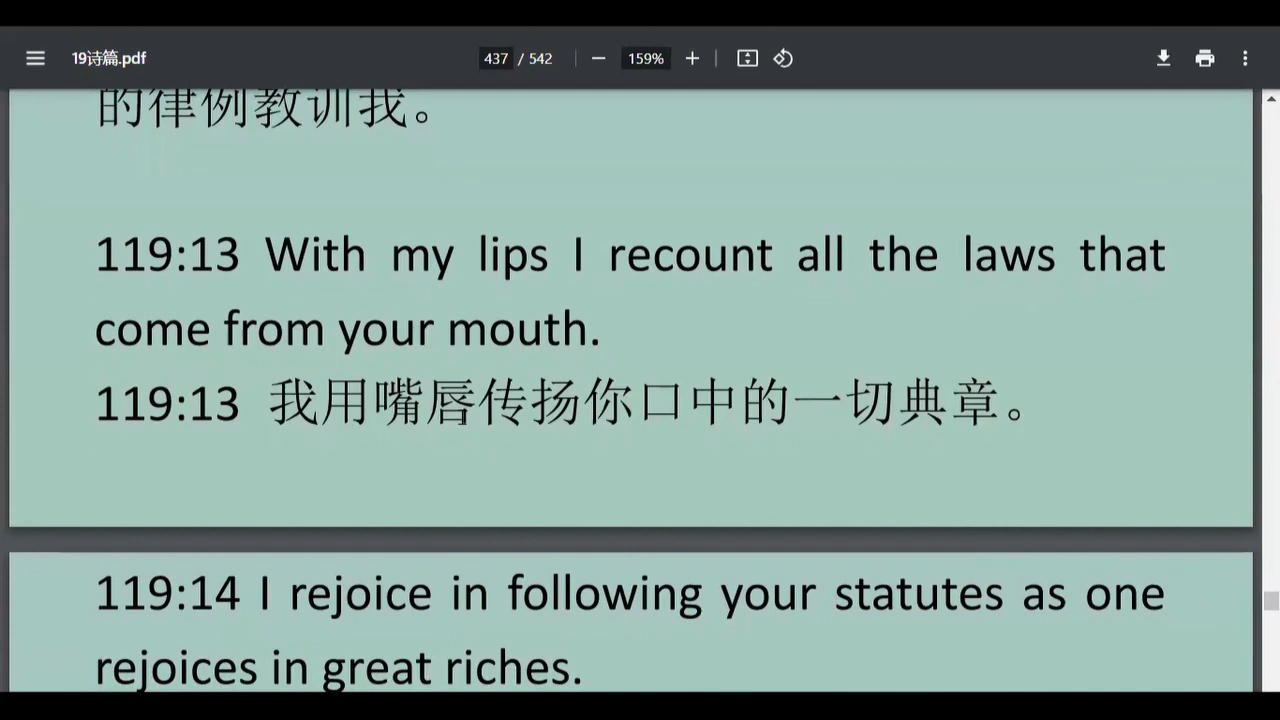 19诗篇.pdf
437 / 542
159%
的律例教训我。
119:13 With my lips I recount all the laws that
come from your mouth.
119:13 我用嘴唇传扬你口中的一切典章。
119:14 I rejoice in following your statutes as one
rejoices in great riches.